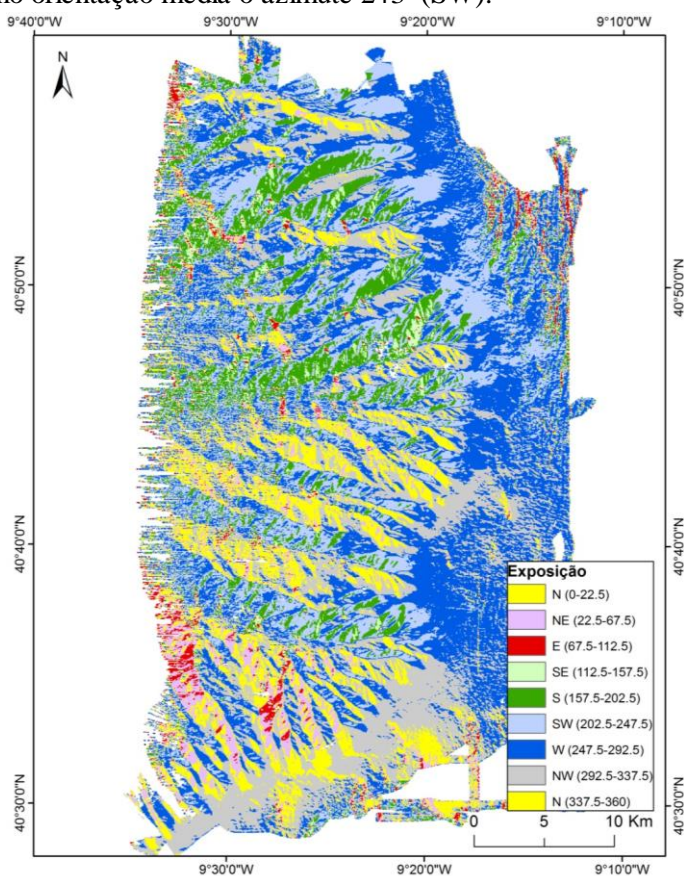 no orientação média o azimute 245º (SW).
9°40'0"W 9°30'0"W 9°20'0"W 9°10'0"W
N
40°50'0"N 40°50'0"N
40°40'0"N 40°40'0"N
Exposição
N (0-22.5)
NE (22.5-67.5)
E (67.5-112.5)
SE (112.5-157.5)
S (157.5-202.5)
SW (202.5-247.5)
W (247.5-292.5)
NW (292.5-337.5)
N (337.5-360)
40°30'0"N 40°30'0"N
0 5 10 Km
9°30'0"W 9°20'0"W 9°10'0"W